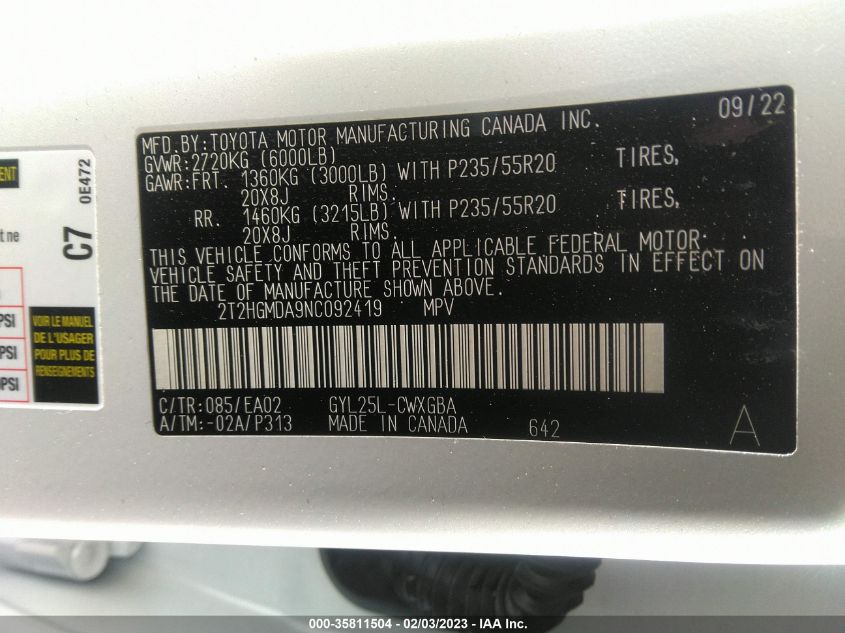 MFD.BY:TOYOTA MOTOR MANUFACTURING CANADA INC. 09/22
GVWR:2720KG (6000LB)
GAWR:FRT. 1360KG (3000LB) WITH P235/55R20 TIRES,
20X8J RIMS.
RR. 1460KG (3215LB) WITH P235/55R20 TIRES,
20X8J RIMS.
THIS VEHICLE CONFORMS TO ALL APPLICABLE FEDERAL MOTOR
VEHICLE SAFETY AND THEFT PREVENTION STANDARDS IN EFFECT ON
THE DATE OF MANUFACTURE SHOWN ABOVE.
2T2HGMDA9NC092419 MPV
C/TR:085/EA02 GYL25L-CWXGBA
A/TM:-02A/P313 MADE IN CANADA 642 A
C7 0E472
PSI
PSI
PSI
VOIR LE MANUEL
DE L'USAGER
POUR PLUS DE
RENSEIGNEMENTS
000-35811504 - 02/03/2023 - IAA Inc.